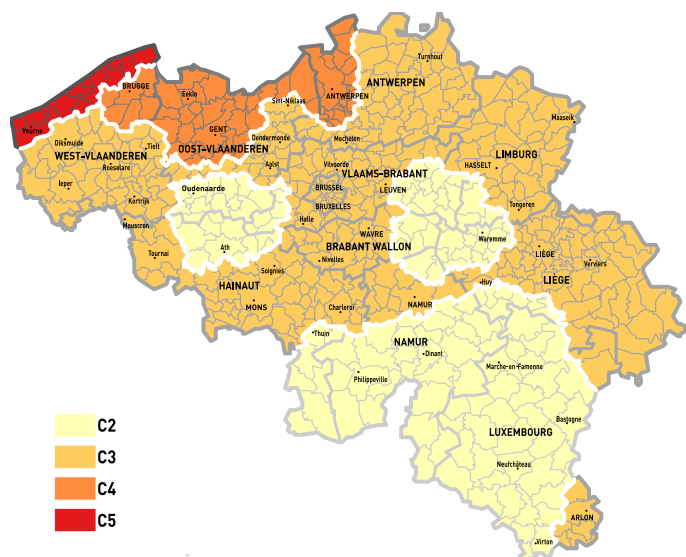 Turnhout
ANTWERPEN
BRUGGE
Eeklo
ANTWERPEN
Sint-Niklaas
Maaseik
Veurne
GENT
Dendermonde
Mechelen
Diksmuide
Tielt
OOST-VLAANDEREN
WEST-VLAANDEREN
LIMBURG
Roeselare
Aalst
Vilvoorde
HASSELT
VLAAMS-BRABANT
Ieper
Oudenaarde
BRUSSEL
LEUVEN
Kortrijk
BRUXELLES
Tongeren
Mouscron
Halle
WAVRE
Waremme
BRABANT WALLON
Ath
LIÈGE
Tournai
Nivelles
Verviers
Soignies
LIÈGE
HAINAUT
Huy
MONS
Charleroi
NAMUR
Thuin
NAMUR
Dinant
Marche-en-Famenne
Philippeville
C2
Bastogne
LUXEMBOURG
C3
Neufchâteau
C4
C5
ARLON
Virton